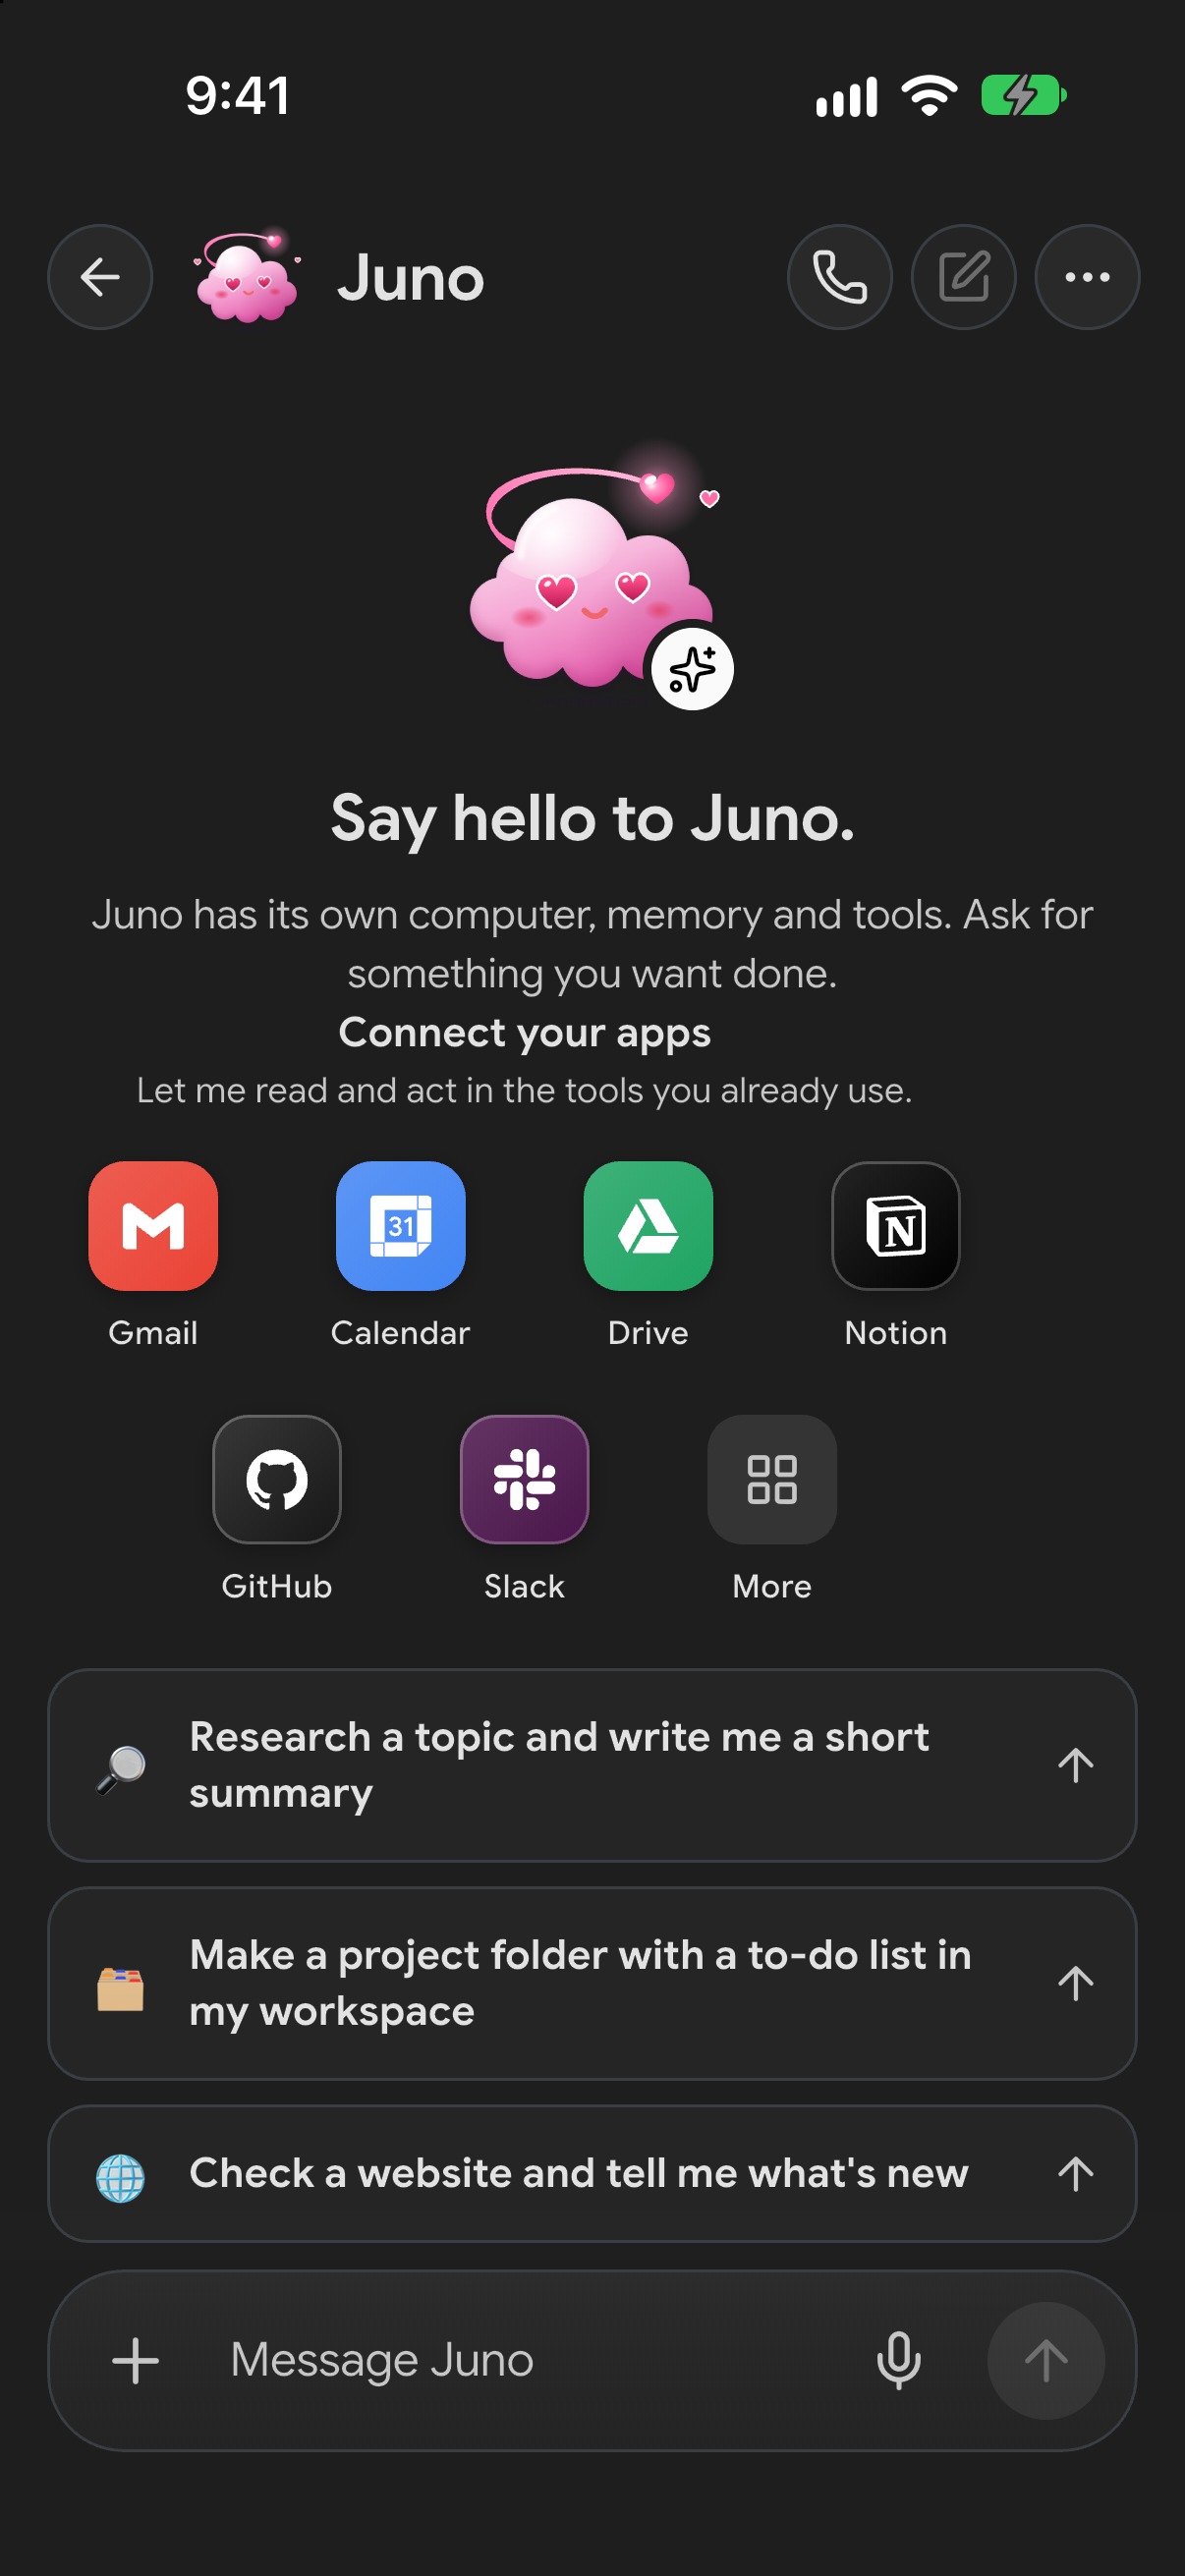 9:41
Juno
Say hello to Juno.
Juno has its own computer, memory and tools. Ask for
something you want done.
Connect your apps
Let me read and act in the tools you already use.
31
N
Gmail
Calendar
Drive
Notion
GitHub
Slack
More
Research a topic and write me a short
summary
Make a project folder with a to-do list in
my workspace
Check a website and tell me what's new
Message Juno